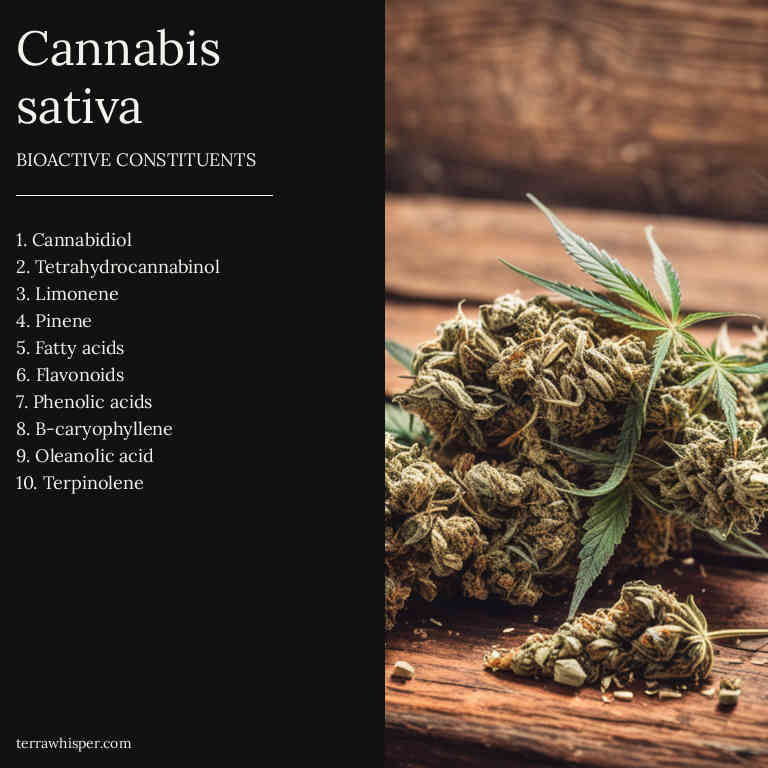 Cannabis
sativa
BIOACTIVE CONSTITUENTS
1. Cannabidiol
2. Tetrahydrocannabinol
3. Limonene
4. Pinene
5. Fatty acids
6. Flavonoids
7. Phenolic acids
8. B-caryophyllene
9. Oleanolic acid
10. Terpinolene
terrawhisper.com